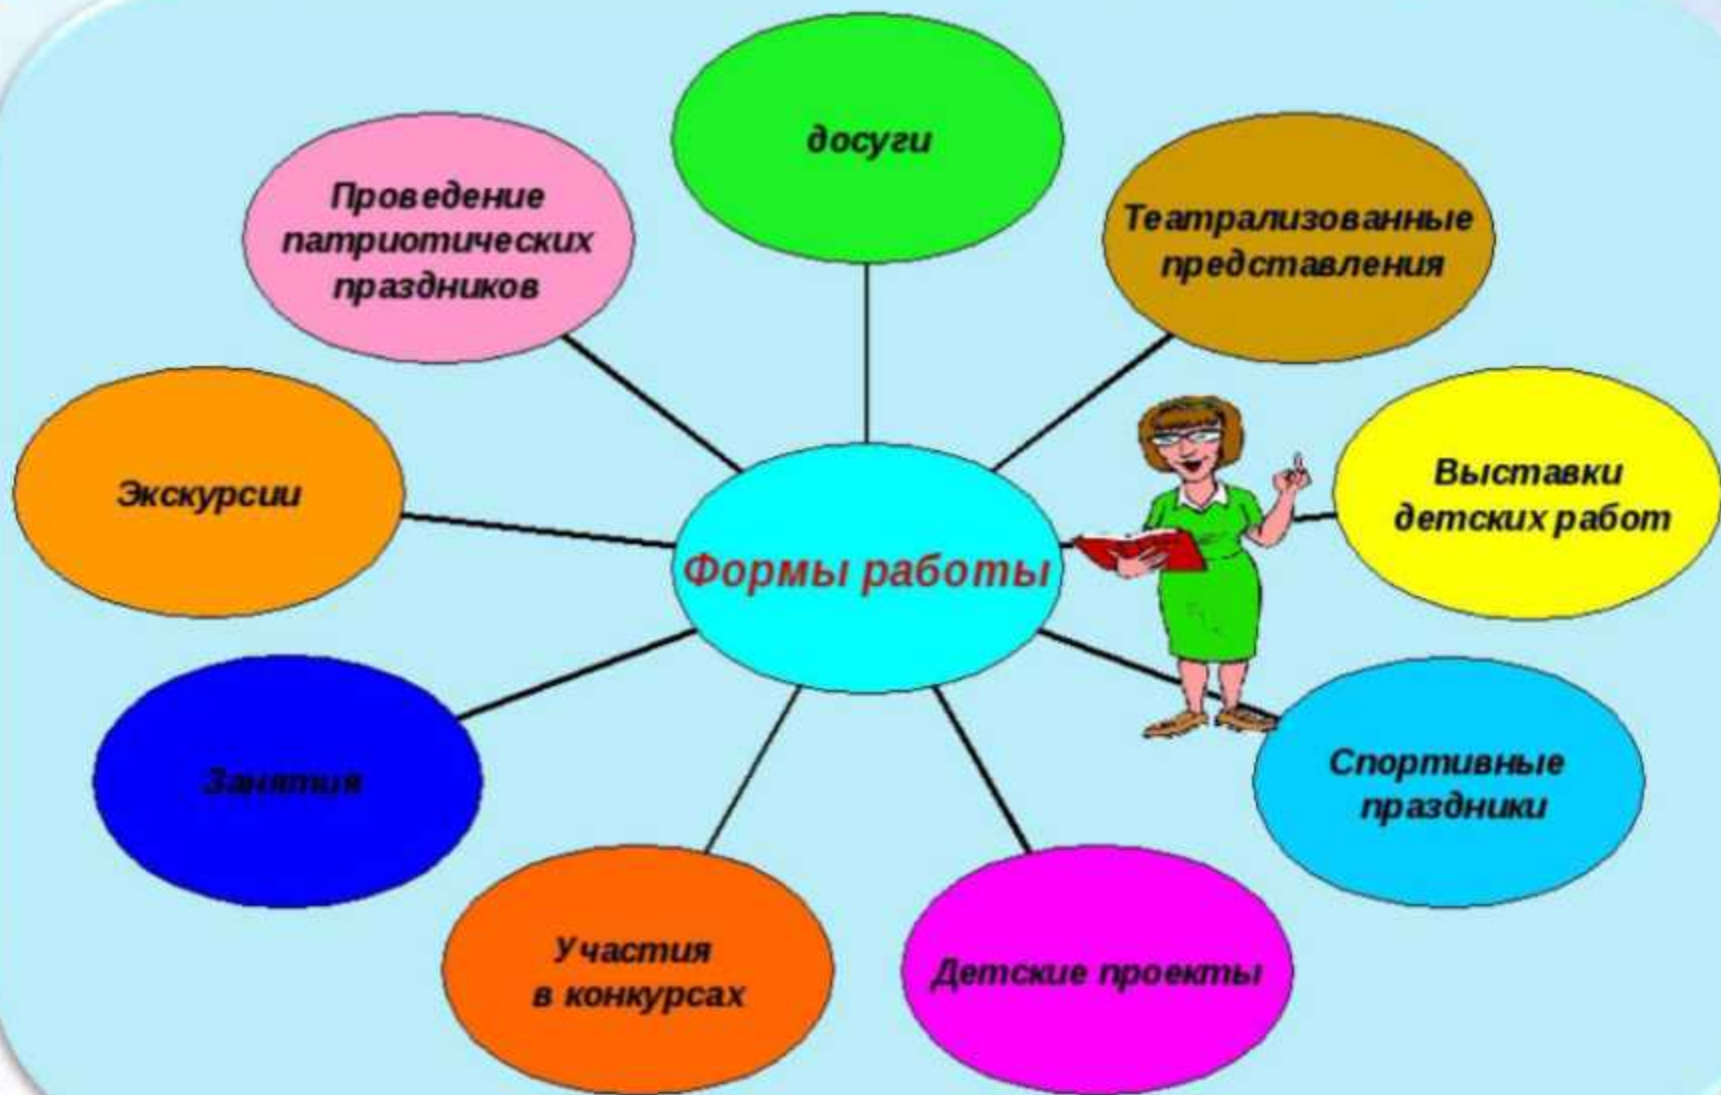 досуги
Театрализованные
представления
Выставки
детских работ
Спортивные
праздники
Детские проекты
Участия
в конкурсах
Занятия
Экскурсии
Проведение
патриотических
праздников
Формы работы